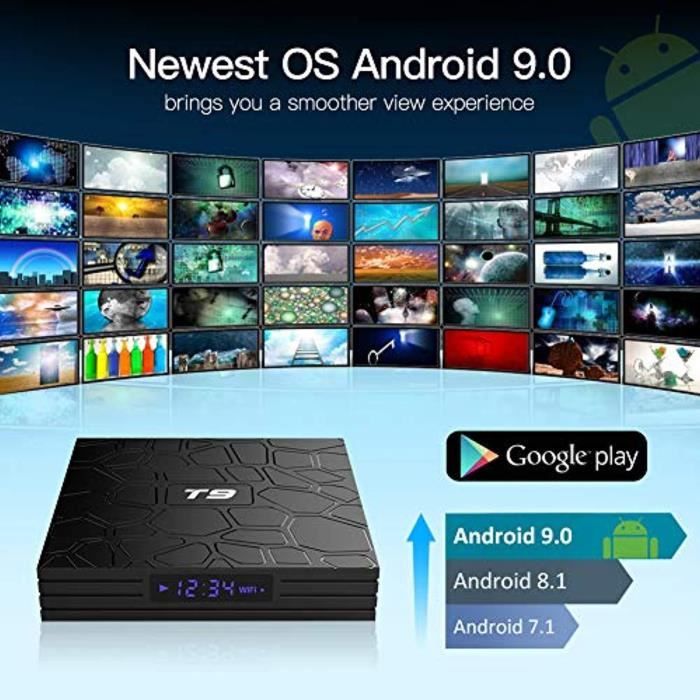 Newest OS Android 9.0
brings you a smoother view experience
Google play
T9
Android 9.0
Android 8.1
12:34 WiFi
Android 7.1